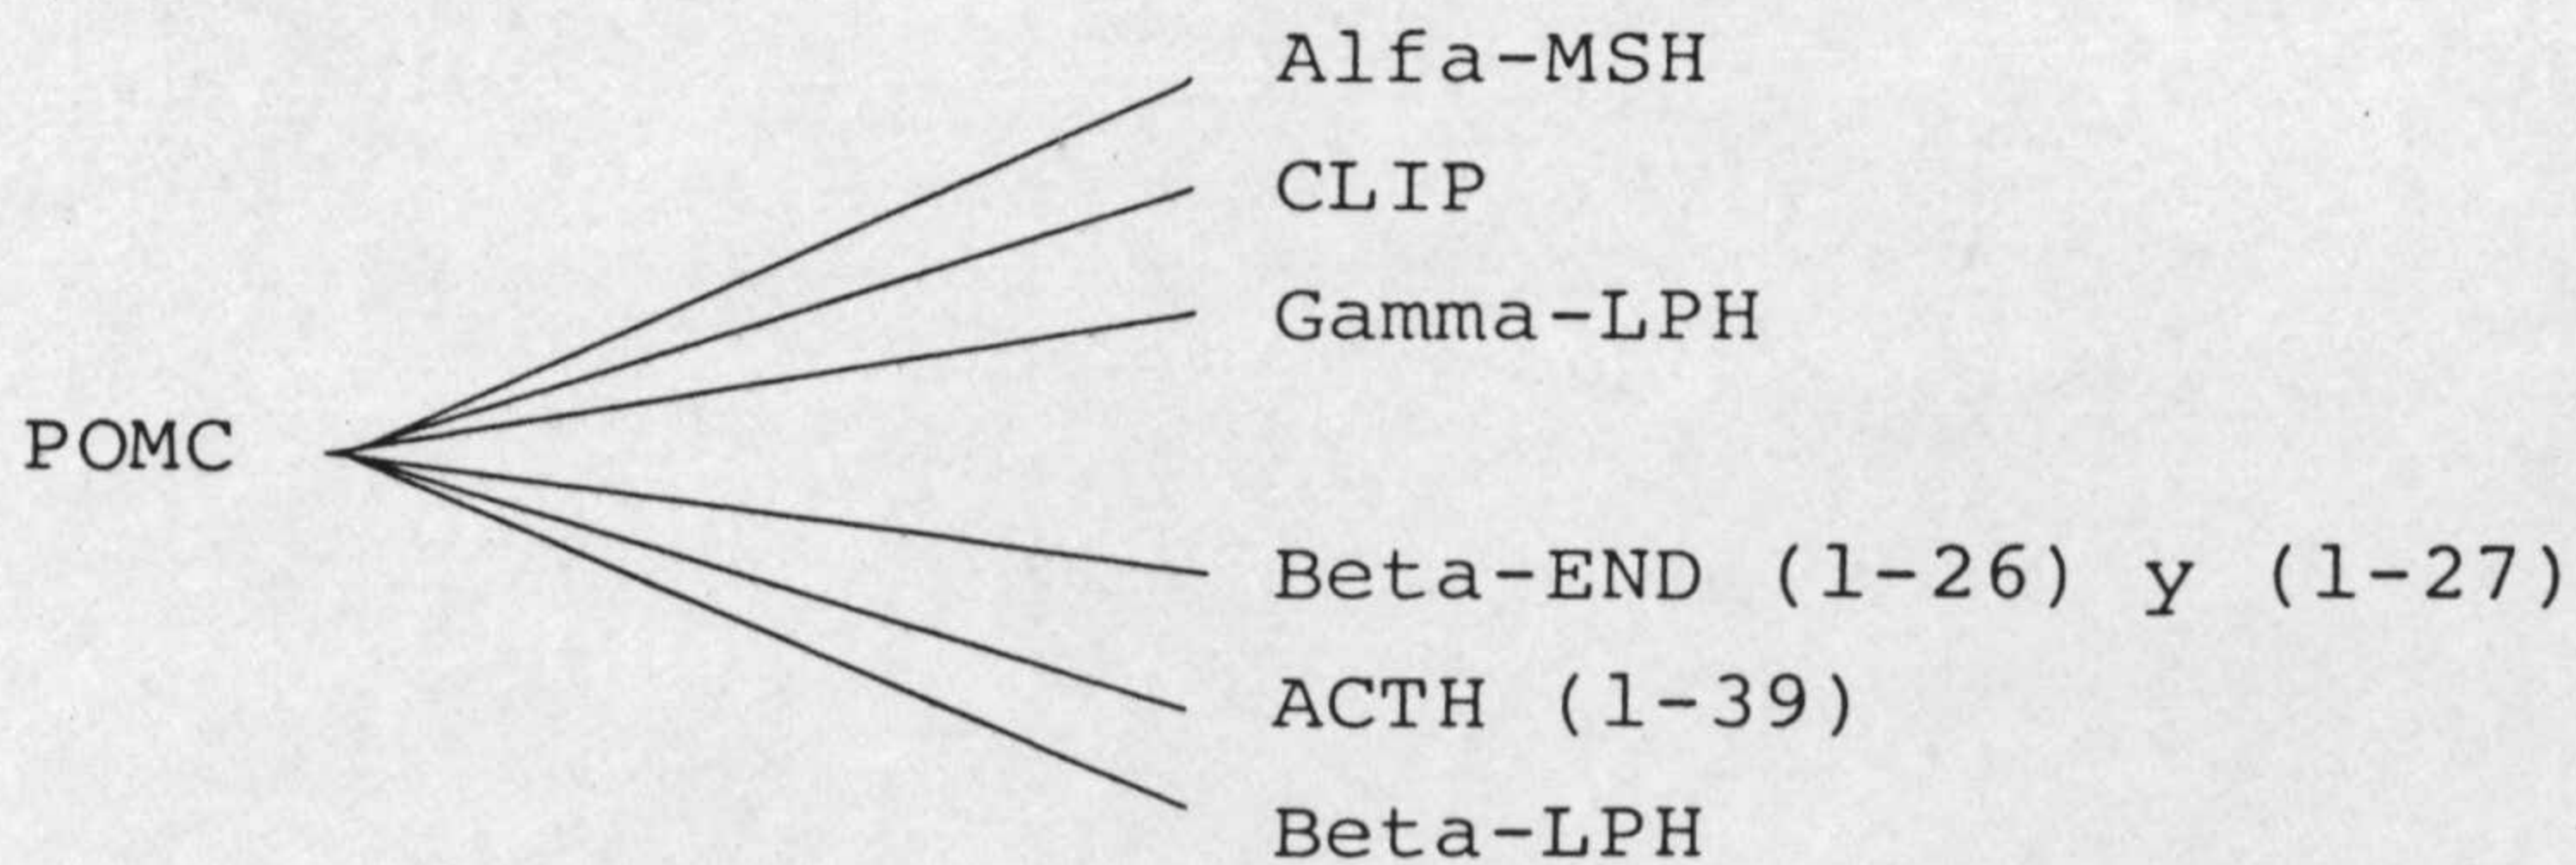 Alfa-MSH
CLIP
Gamma-LPH
POMC
Beta-END (1-26) y (1-27)
ACTH (1-39)
Beta-LPH